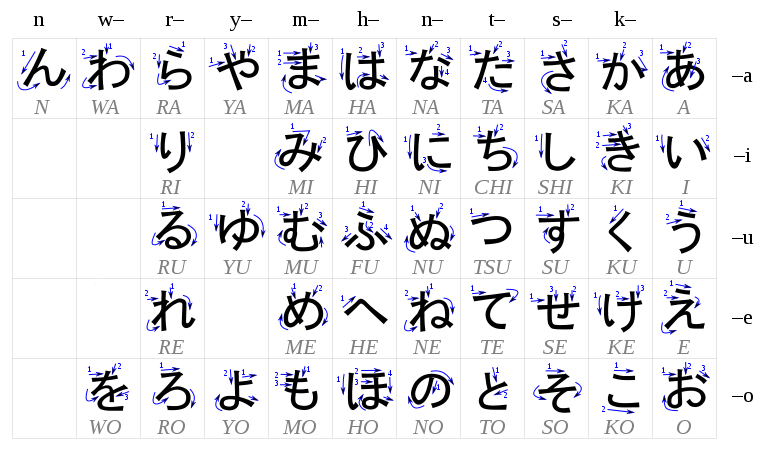 n w– r– y– m– h– n– t– s– k–
ん わ ら や ま は な た さ か あ –a
N WA RA YA MA HA NA TA SA KA A
り み ひ に ち し き い –i
RI MI HI NI CHI SHI KI I
る ゆ む ふ ぬ つ す く う –u
RU YU MU FU NU TSU SU KU U
れ め へ ね て せ け え –e
RE ME HE NE TE SE KE E
を ろ よ も ほ の と そ こ お –o
WO RO YO MO HO NO TO SO KO O